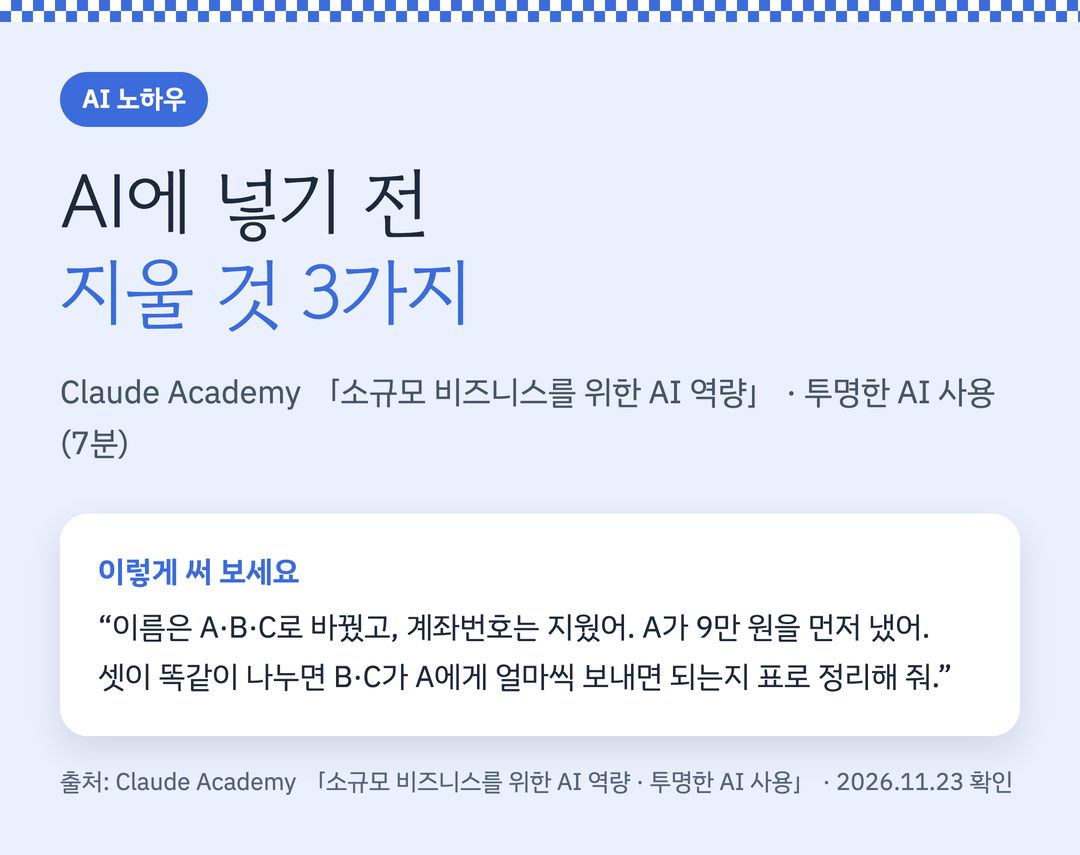 AI 노하우
AI에 넣기 전
지울 것 3가지
Claude Academy 「소규모 비즈니스를 위한 AI 역량」 · 투명한 AI 사용
(7분)
이렇게 써 보세요
“이름은 A·B·C로 바꿨고, 계좌번호는 지웠어. A가 9만 원을 먼저 냈어.
셋이 똑같이 나누면 B·C가 A에게 얼마씩 보내면 되는지 표로 정리해 줘.”
출처: Claude Academy 「소규모 비즈니스를 위한 AI 역량 · 투명한 AI 사용」 · 2026.11.23 확인